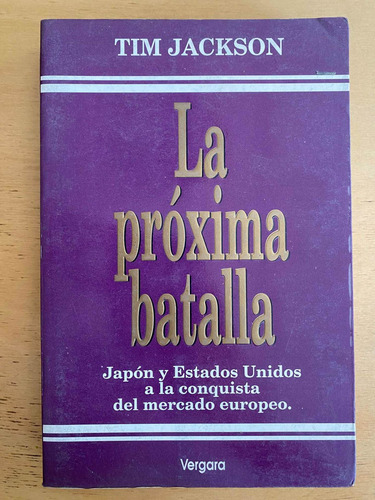 TIM JACKSON
La
próxima
batalla
Japón y Estados Unidos
a la conquista
del mercado europeo.
Vergara